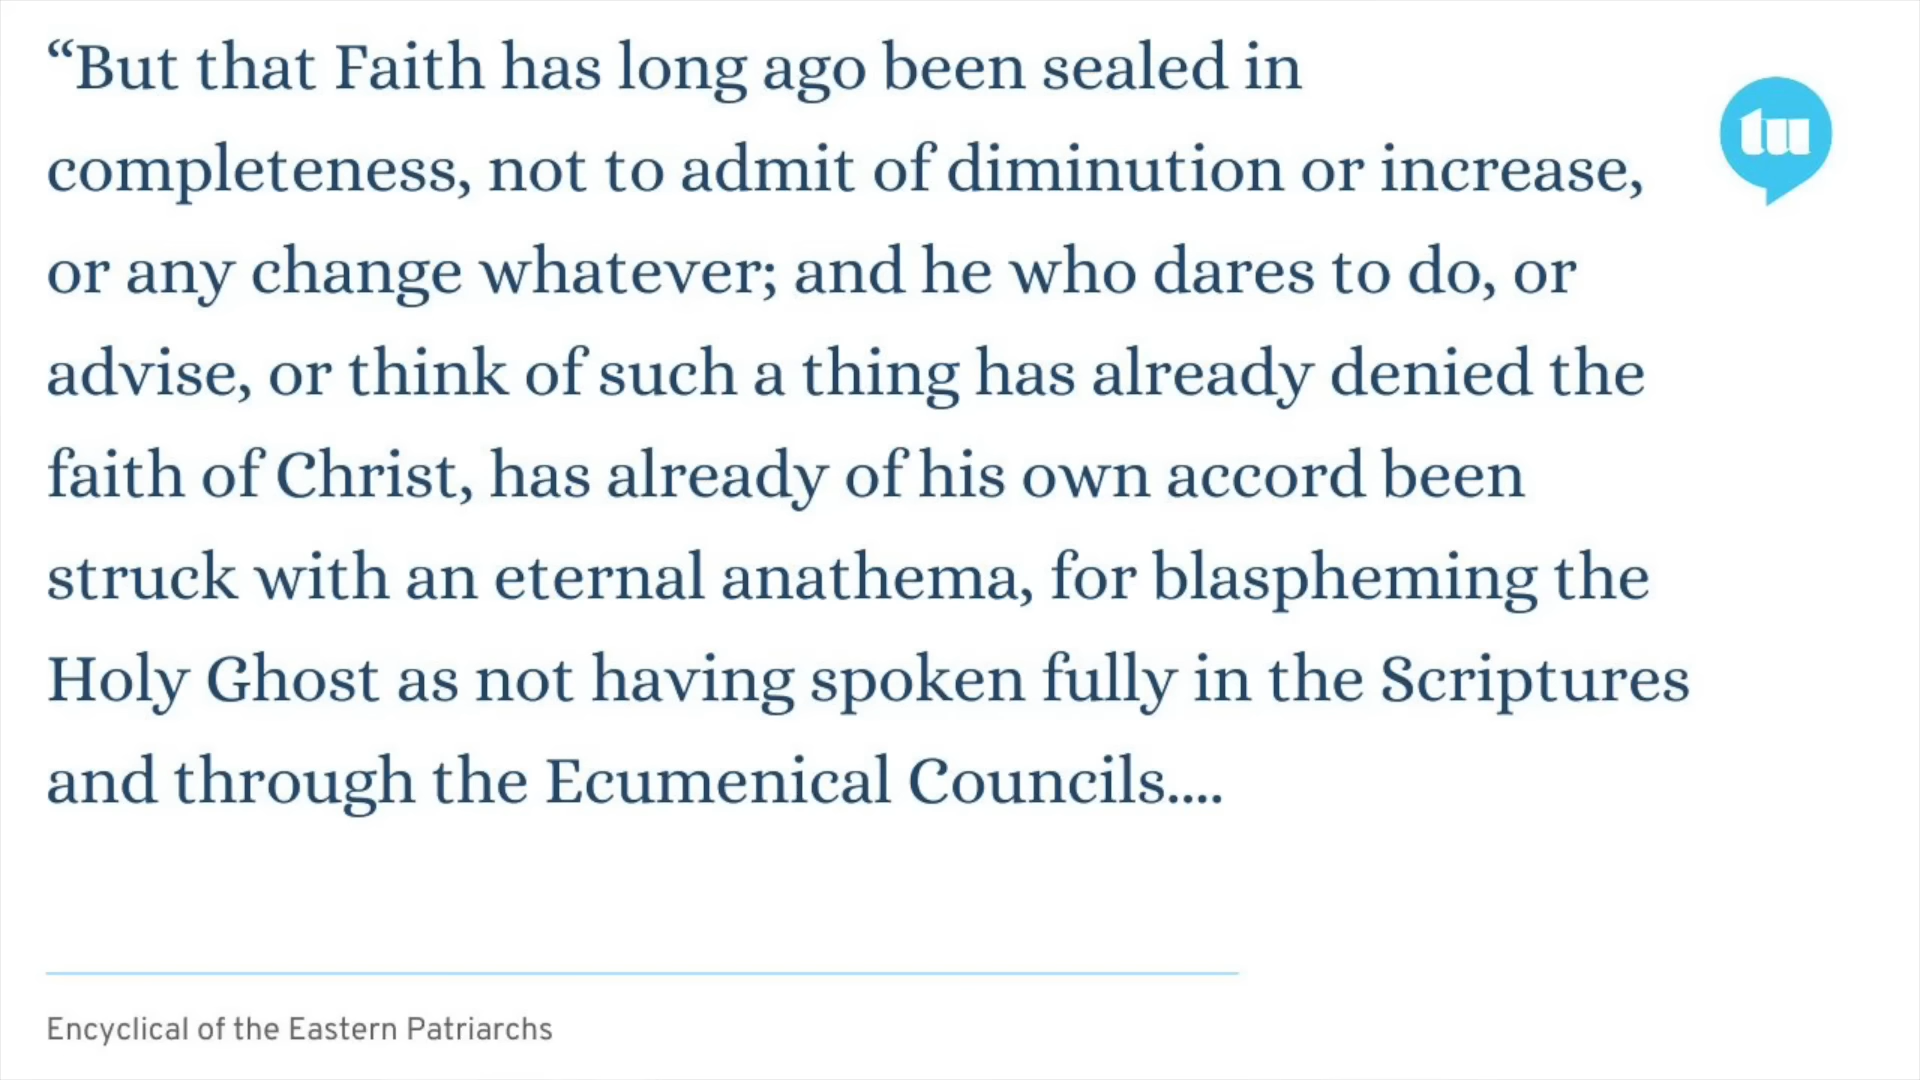 “But that Faith has long ago been sealed in
completeness, not to admit of diminution or increase,
or any change whatever; and he who dares to do, or
advise, or think of such a thing has already denied the
faith of Christ, has already of his own accord been
struck with an eternal anathema, for blaspheming the
Holy Ghost as not having spoken fully in the Scriptures
and through the Ecumenical Councils....
tu
Encyclical of the Eastern Patriarchs